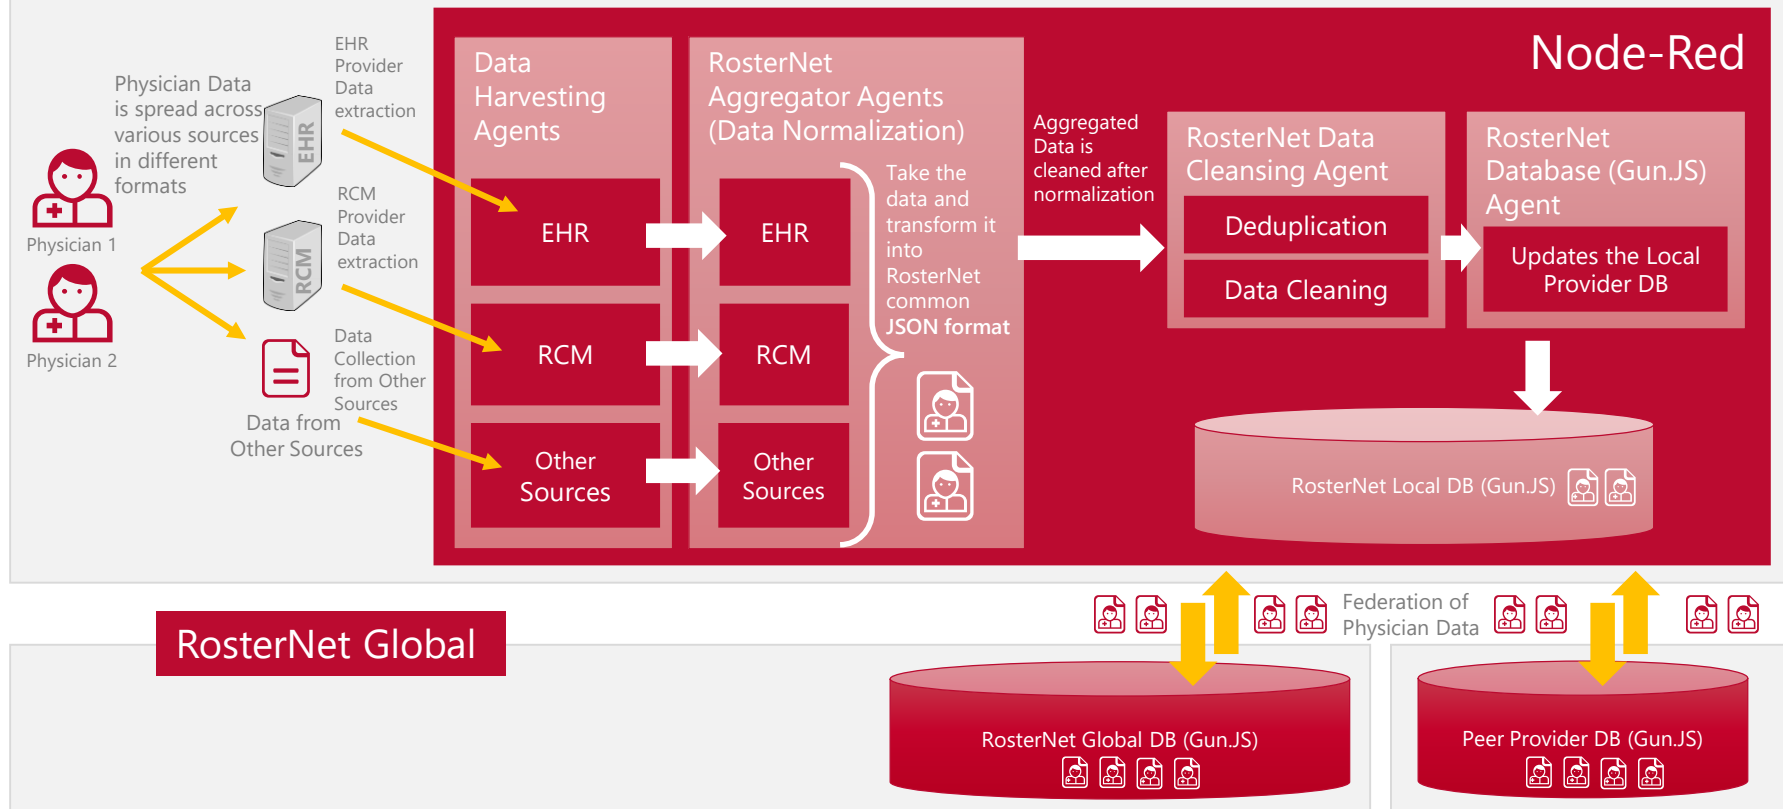 Node-Red
Physician Data
is spread across
various sources
in different
formats
Physician 1
Physician 2
EHR
EHR
Provider
Data
extraction
RCM
RCM
Provider
Data
extraction
Data
Collection
from Other
Sources
Data from
Other Sources
Data
Harvesting
Agents
EHR
RCM
Other
Sources
RosterNet
Aggregator Agents
(Data Normalization)
EHR
RCM
Other
Sources
Take the
data and
transform it
into
RosterNet
common
JSON format
Aggregated
Data is
cleaned after
normalization
RosterNet Data
Cleansing Agent
Deduplication
Data Cleaning
RosterNet
Database (Gun.JS)
Agent
Updates the Local
Provider DB
RosterNet Local DB (Gun.JS)
Federation of
Physician Data
RosterNet Global
RosterNet Global DB (Gun.JS)
Peer Provider DB (Gun.JS)